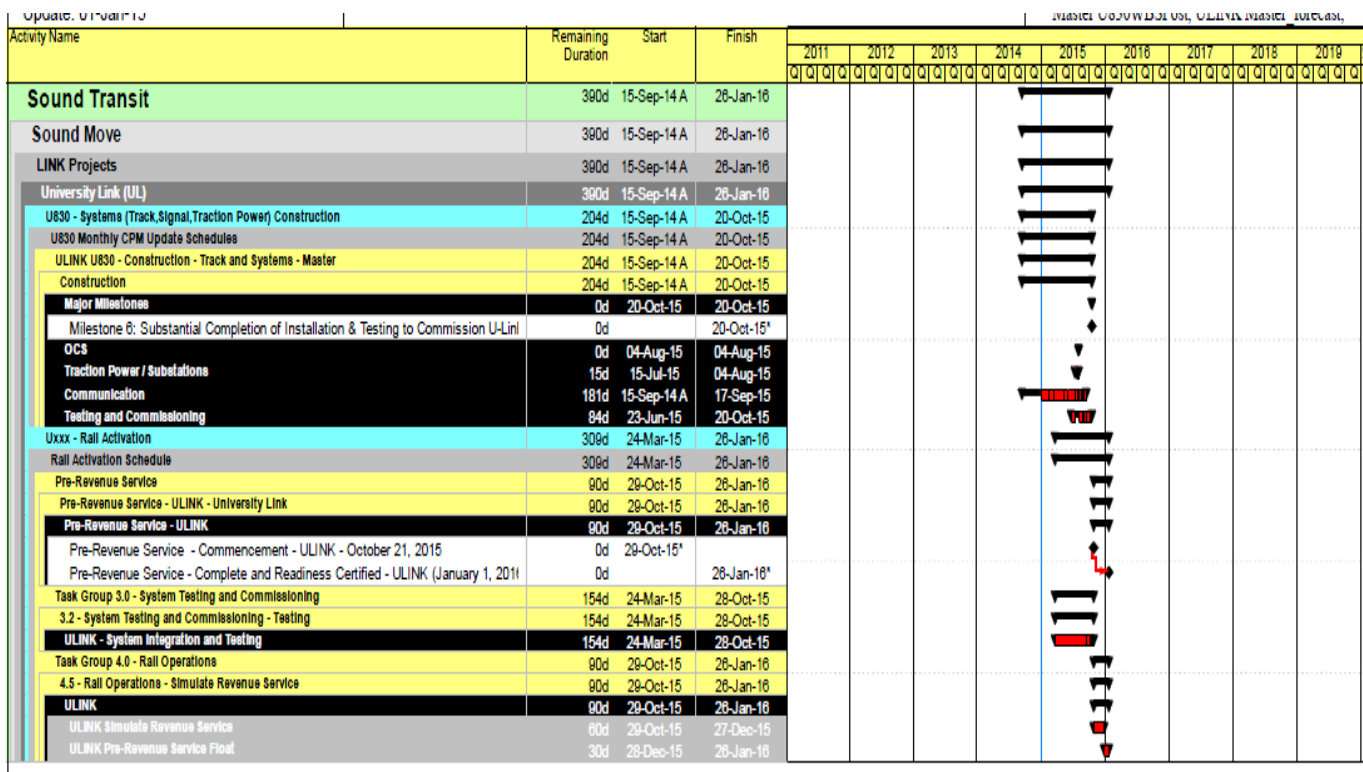 Update: 01-Jan-15 Master U830WBSPost, ULINK Master_forecast,
Activity Name Remaining Duration Start Finish
2011 2012 2013 2014 2015 2016 2017 2018 2019
Q Q Q Q Q Q Q Q Q Q Q Q Q Q Q Q Q Q Q Q Q Q Q Q Q Q Q Q Q Q Q Q Q Q Q Q
Sound Transit 390d 15-Sep-14 A 26-Jan-16
Sound Move 390d 15-Sep-14 A 26-Jan-16
LINK Projects 390d 15-Sep-14 A 26-Jan-16
University Link (UL) 390d 15-Sep-14 A 26-Jan-16
U830 - Systems (Track,Signal,Traction Power) Construction 204d 15-Sep-14 A 20-Oct-15
U830 Monthly CPM Update Schedules 204d 15-Sep-14 A 20-Oct-15
ULINK U830 - Construction - Track and Systems - Master 204d 15-Sep-14 A 20-Oct-15
Construction 204d 15-Sep-14 A 20-Oct-15
Major Milestones 0d 20-Oct-15 20-Oct-15
Milestone 6: Substantial Completion of Installation & Testing to Commission U-Linl 0d 20-Oct-15*
OCS 0d 04-Aug-15 04-Aug-15
Traction Power / Substations 15d 15-Jul-15 04-Aug-15
Communication 181d 15-Sep-14 A 17-Sep-15
Testing and Commissioning 84d 23-Jun-15 20-Oct-15
Uxxx - Rail Activation 309d 24-Mar-15 26-Jan-16
Rail Activation Schedule 309d 24-Mar-15 26-Jan-16
Pre-Revenue Service 90d 29-Oct-15 26-Jan-16
Pre-Revenue Service - ULINK - University Link 90d 29-Oct-15 26-Jan-16
Pre-Revenue Service - ULINK 90d 29-Oct-15 26-Jan-16
Pre-Revenue Service - Commencement - ULINK - October 21, 2015 0d 29-Oct-15*
Pre-Revenue Service - Complete and Readiness Certified - ULINK (January 1, 201( 0d 26-Jan-16*
Task Group 3.0 - System Testing and Commissioning 154d 24-Mar-15 28-Oct-15
3.2 - System Testing and Commissioning - Testing 154d 24-Mar-15 28-Oct-15
ULINK - System Integration and Testing 154d 24-Mar-15 28-Oct-15
Task Group 4.0 - Rail Operations 90d 29-Oct-15 26-Jan-16
4.5 - Rail Operations - Simulate Revenue Service 90d 29-Oct-15 26-Jan-16
ULINK 90d 29-Oct-15 26-Jan-16
ULINK Simulate Revenue Service 60d 29-Oct-15 27-Dec-15
ULINK Pre-Revenue Service Float 30d 28-Dec-15 26-Jan-16